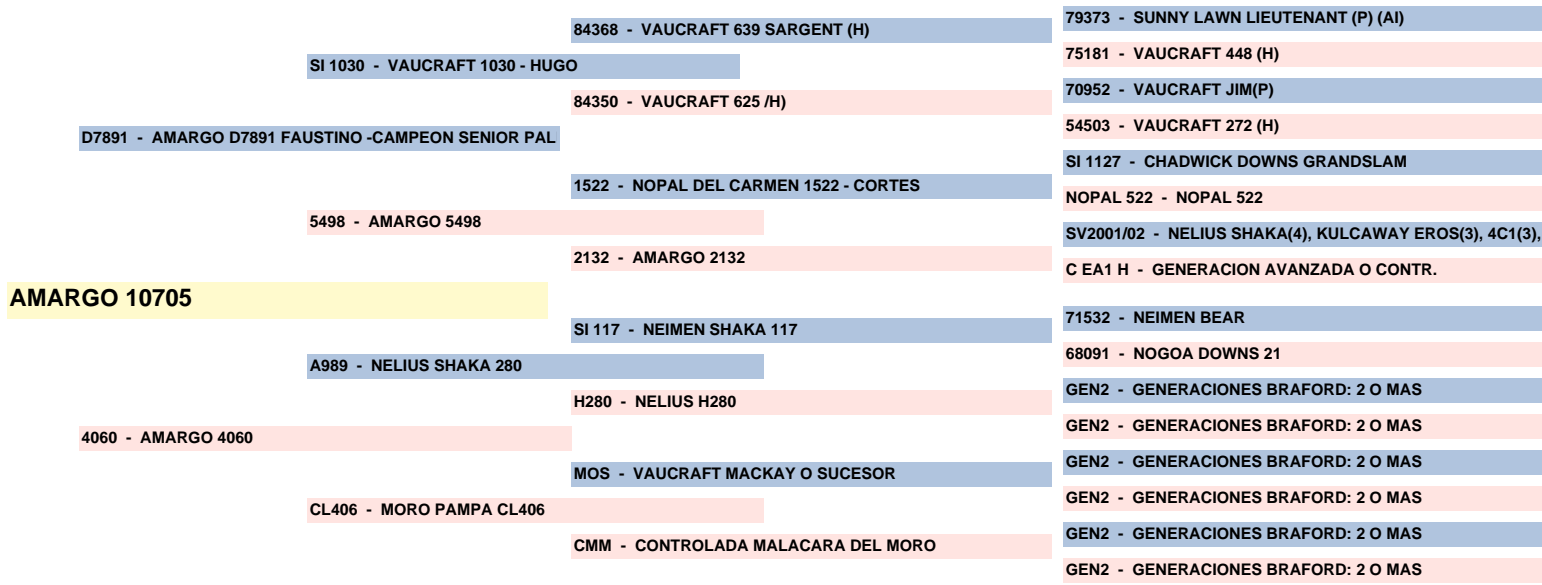 79373 - SUNNY LAWN LIEUTENANT (P) (AI)
84368 - VAUCRAFT 639 SARGENT (H)
75181 - VAUCRAFT 448 (H)
SI 1030 - VAUCRAFT 1030 - HUGO
70952 - VAUCRAFT JIM(P)
84350 - VAUCRAFT 625 /H)
54503 - VAUCRAFT 272 (H)
D7891 - AMARGO D7891 FAUSTINO -CAMPEON SENIOR PAL
SI 1127 - CHADWICK DOWNS GRANDSLAM
1522 - NOPAL DEL CARMEN 1522 - CORTES
NOPAL 522 - NOPAL 522
5498 - AMARGO 5498
SV2001/02 - NELIUS SHAKA(4), KULCAWAY EROS(3), 4C1(3),
2132 - AMARGO 2132
C EA1 H - GENERACION AVANZADA O CONTR.
AMARGO 10705
71532 - NEIMEN BEAR
SI 117 - NEIMEN SHAKA 117
68091 - NOGOA DOWNS 21
A989 - NELIUS SHAKA 280
GEN2 - GENERACIONES BRAFORD: 2 O MAS
H280 - NELIUS H280
GEN2 - GENERACIONES BRAFORD: 2 O MAS
4060 - AMARGO 4060
GEN2 - GENERACIONES BRAFORD: 2 O MAS
MOS - VAUCRAFT MACKAY O SUCESOR
GEN2 - GENERACIONES BRAFORD: 2 O MAS
CL406 - MORO PAMPA CL406
GEN2 - GENERACIONES BRAFORD: 2 O MAS
CMM - CONTROLADA MALACARA DEL MORO
GEN2 - GENERACIONES BRAFORD: 2 O MAS